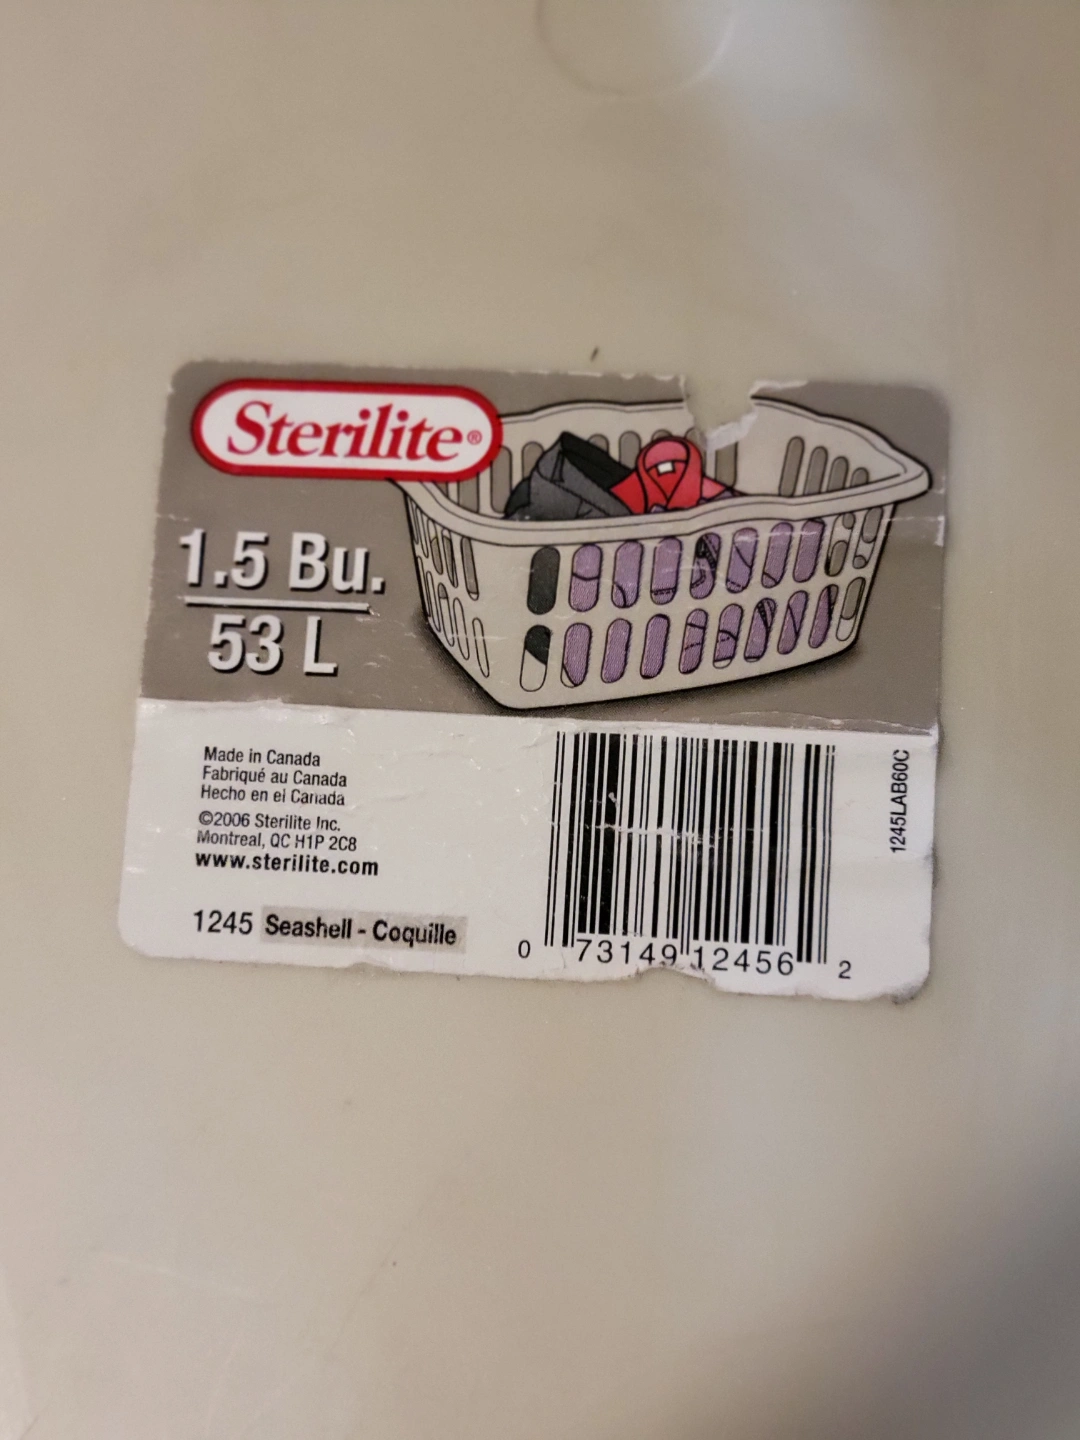 Sterilite®
1.5 Bu.
53 L
Made in Canada
Fabriqué au Canada
Hecho en el Canada
©2006 Sterilite Inc.
Montreal, QC H1P 2C8
www.sterilite.com
1245 Seashell - Coquille
0 73149 12456 2
1245LAB60C